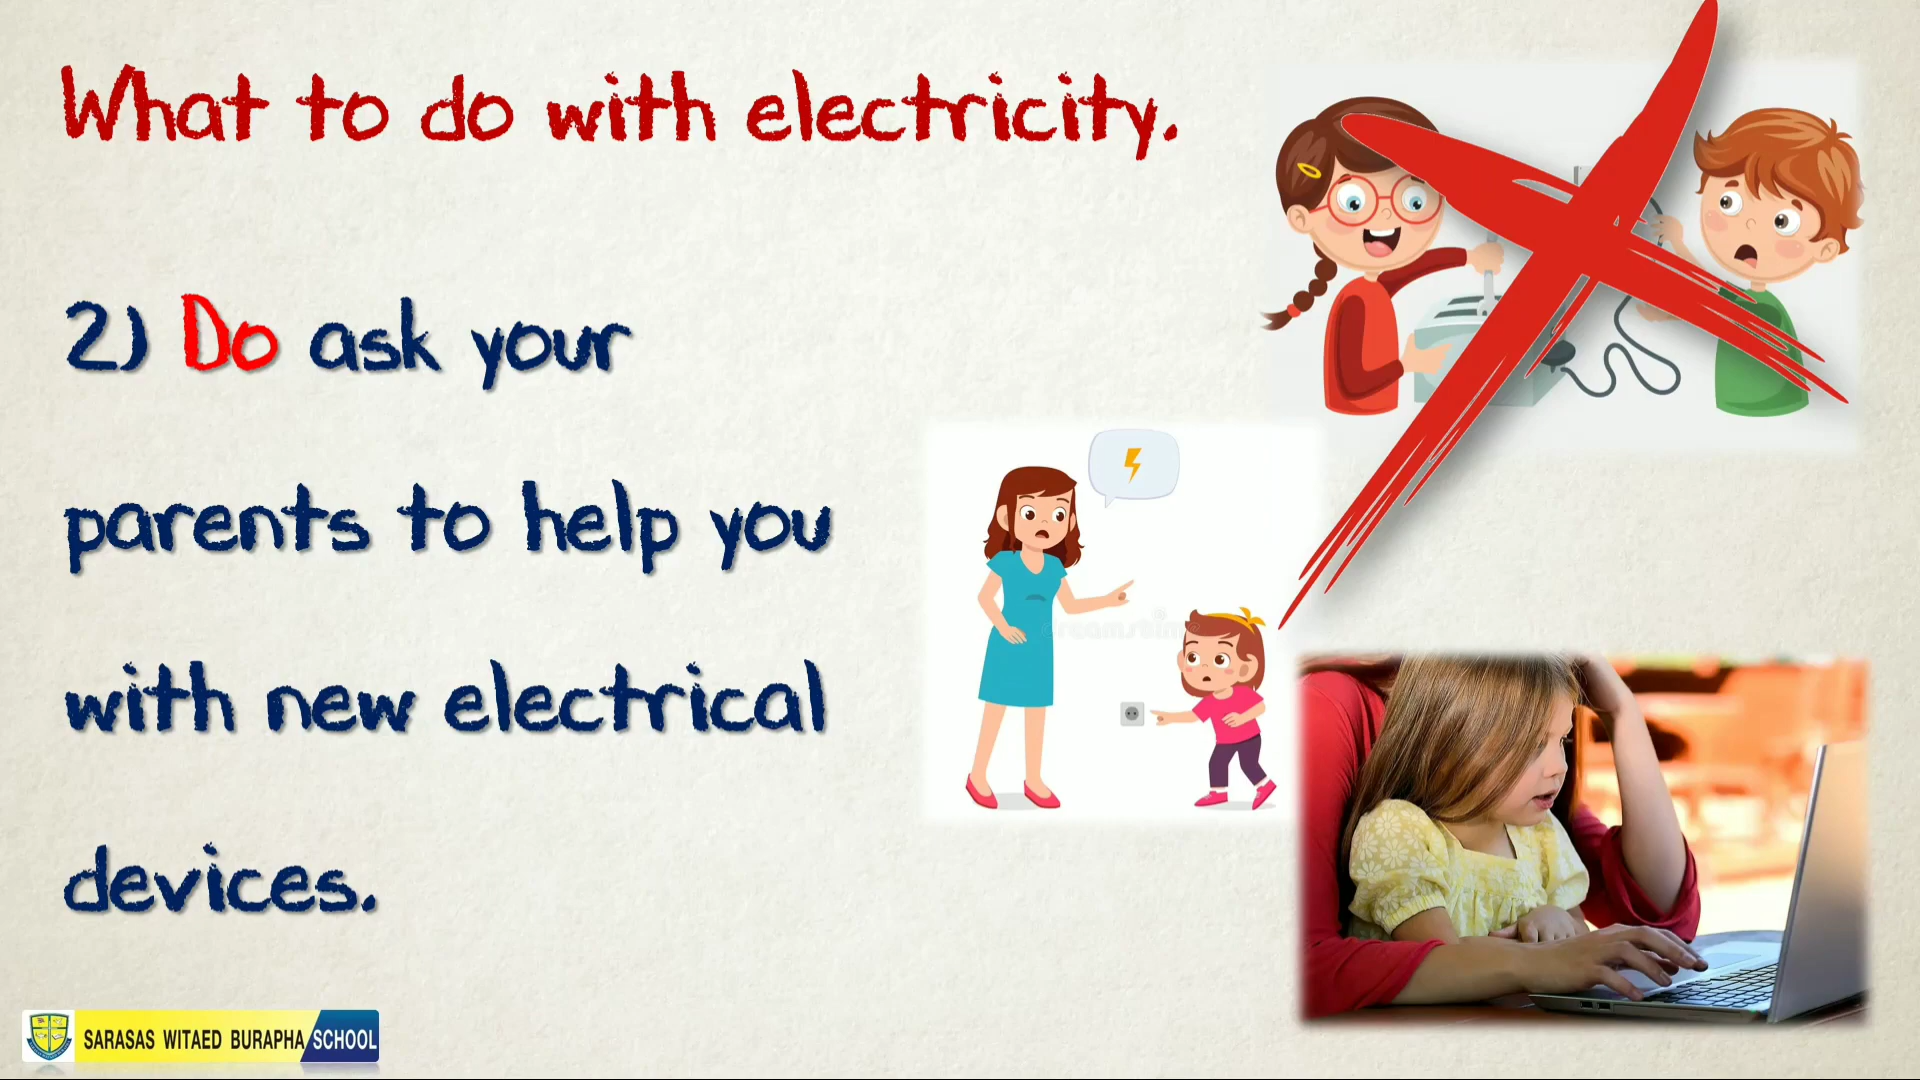 What to do with electricity.
2) Do ask your
parents to help you
with new electrical
devices.
dreamstime
SARASAS WITAED BURAPHA SCHOOL